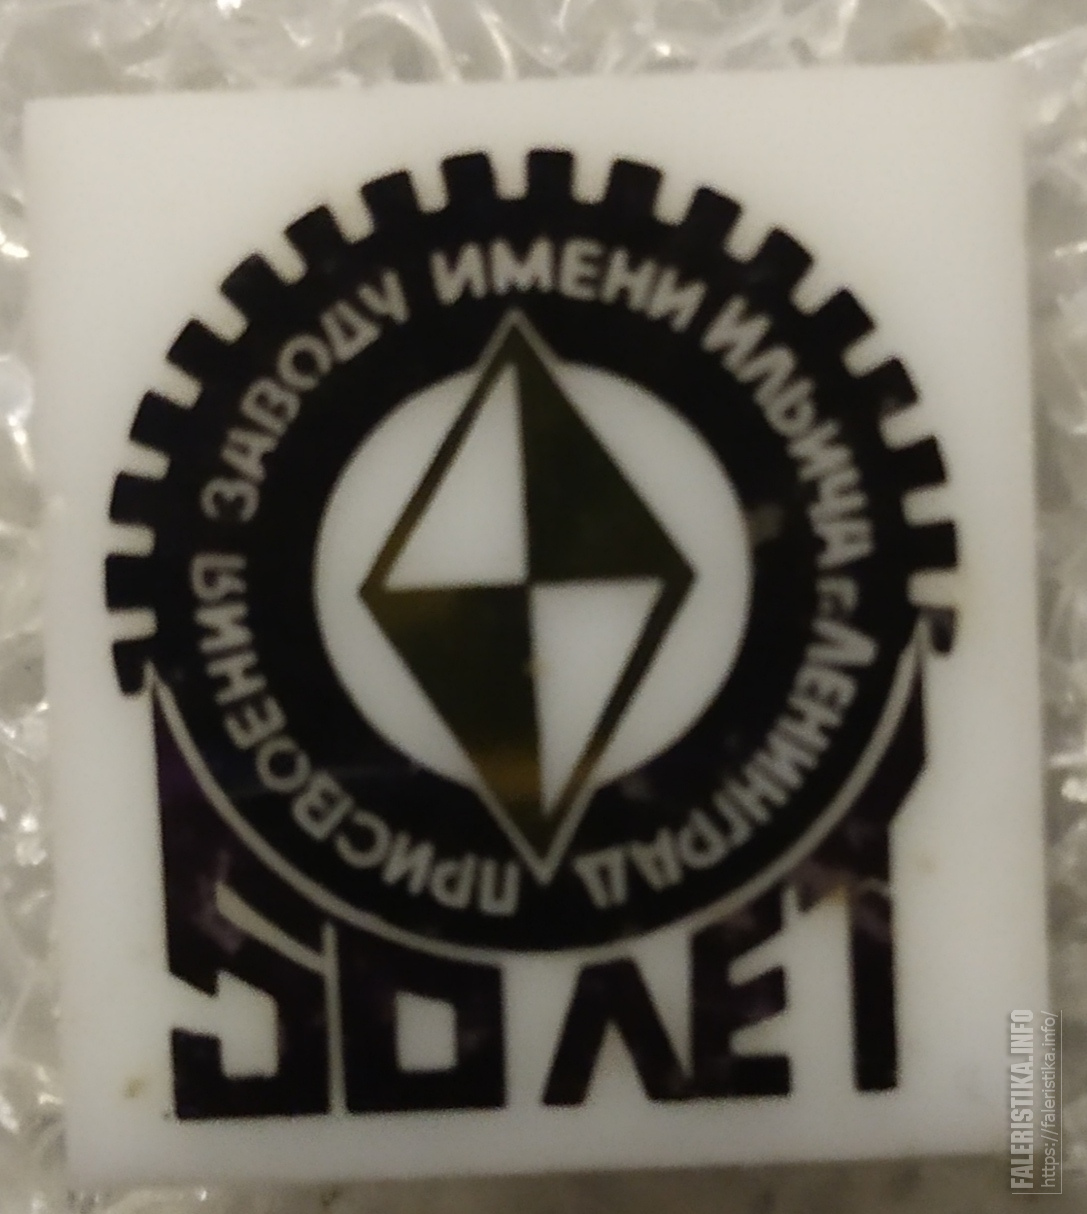 ПРИСВОЕНИЯ ЗАВОДУ ИМЕНИ ИЛЬИЧА г. ЛЕНИНГРАД
50 ЛЕТ
FALERISTIKA.INFO
https://faleristika.info/